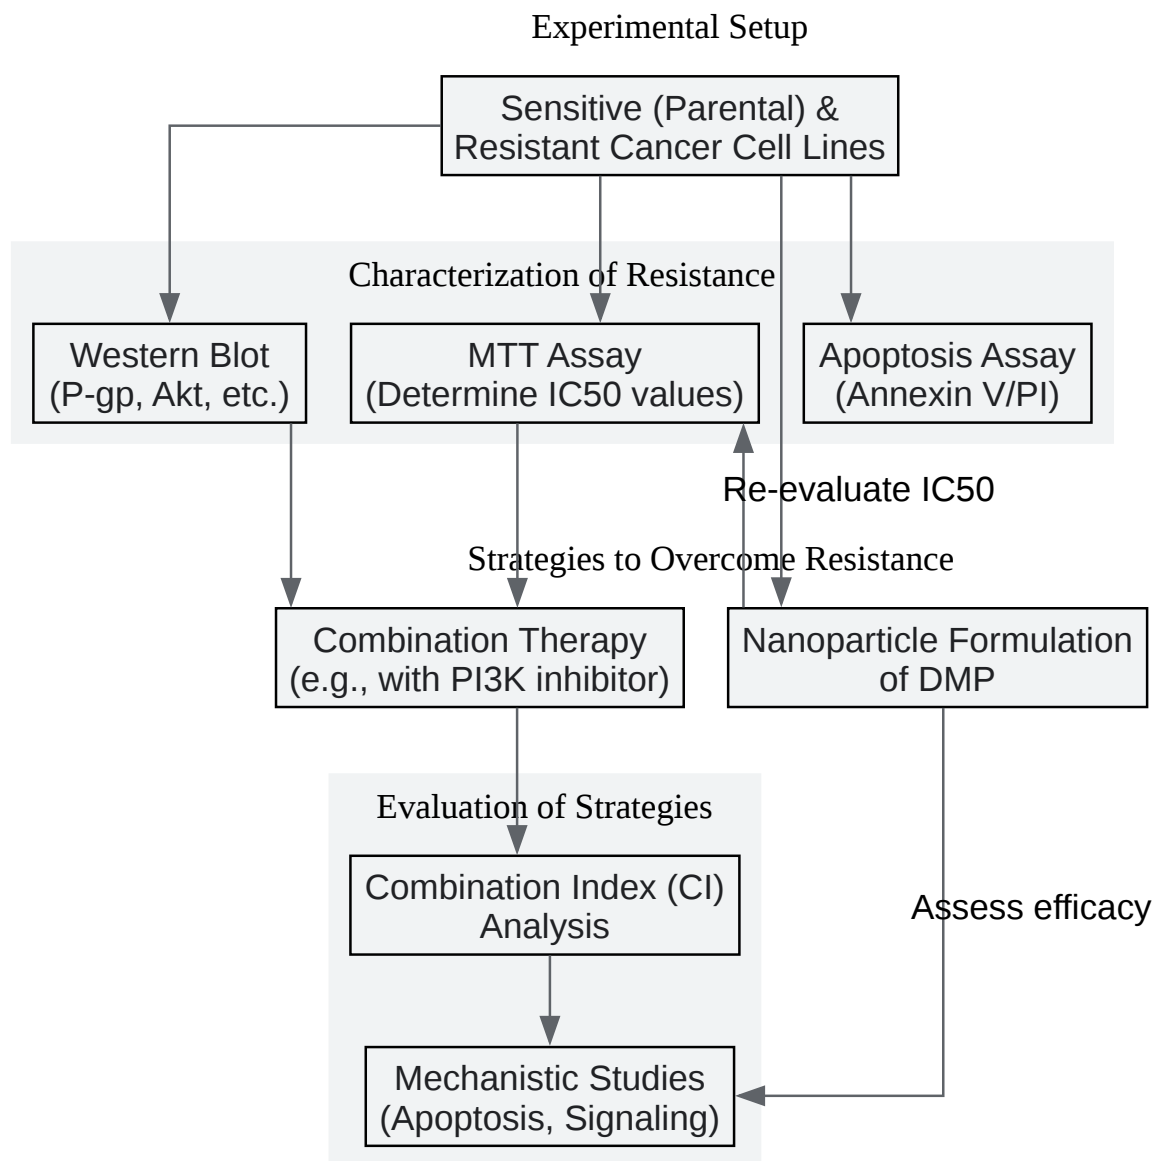 Experimental Setup
Sensitive (Parental) &
Resistant Cancer Cell Lines
Characterization of Resistance
Western Blot
(P-gp, Akt, etc.)
MTT Assay
(Determine IC50 values)
Apoptosis Assay
(Annexin V/PI)
Re-evaluate IC50
Strategies to Overcome Resistance
Combination Therapy
(e.g., with PI3K inhibitor)
Nanoparticle Formulation
of DMP
Evaluation of Strategies
Combination Index (CI)
Analysis
Assess efficacy
Mechanistic Studies
(Apoptosis, Signaling)